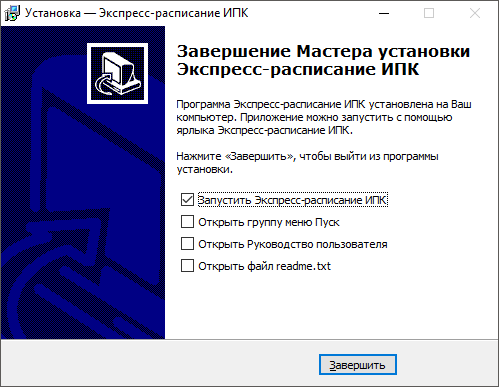 Установка — Экспресс-расписание ИПК
Завершение Мастера установки
Экспресс-расписание ИПК
Программа Экспресс-расписание ИПК установлена на Ваш
компьютер. Приложение можно запустить с помощью
ярлыка Экспресс-расписание ИПК.
Нажмите «Завершить», чтобы выйти из программы
установки.
Запустить Экспресс-расписание ИПК
Открыть группу меню Пуск
Открыть Руководство пользователя
Открыть файл readme.txt
Завершить